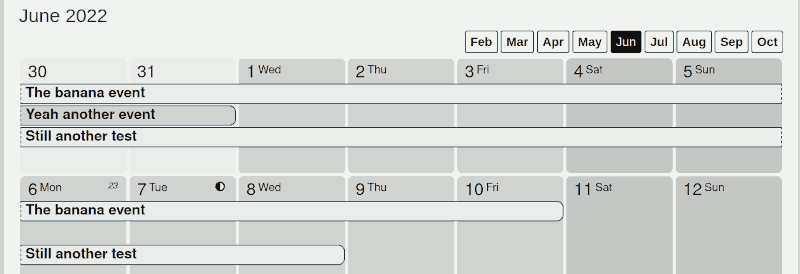 June 2022
Feb Mar Apr May Jun Jul Aug Sep Oct
30 31 1 Wed 2 Thu 3 Fri 4 Sat 5 Sun
The banana event
Yeah another event
Still another test
6 Mon 23 7 Tue 8 Wed 9 Thu 10 Fri 11 Sat 12 Sun
The banana event
Still another test